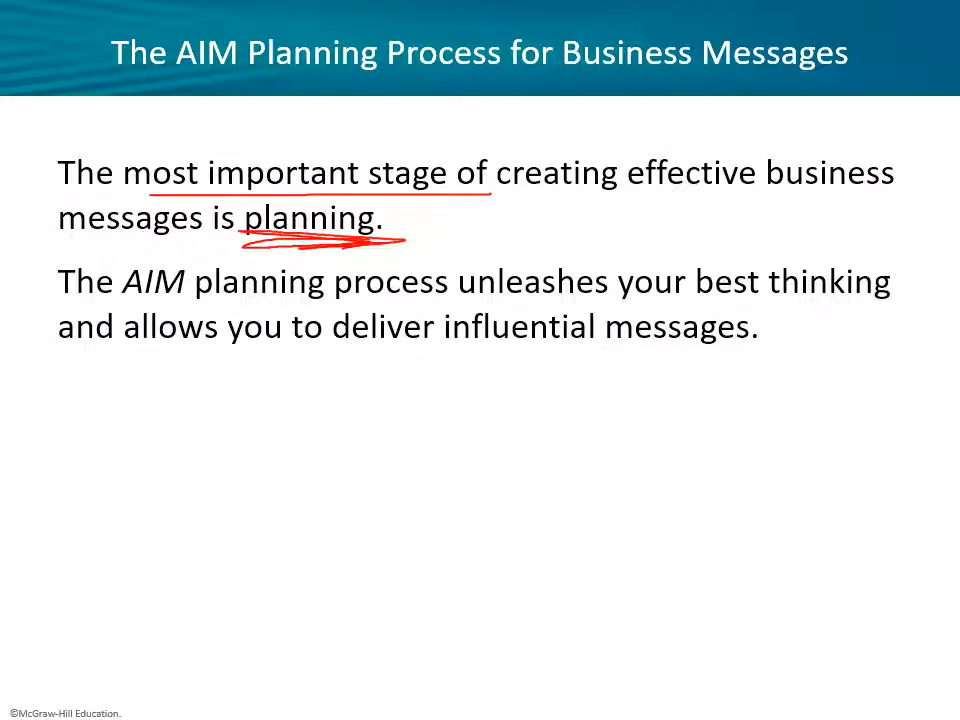 The AIM Planning Process for Business Messages
The most important stage of creating effective business
messages is planning.
The AIM planning process unleashes your best thinking
and allows you to deliver influential messages.
©McGraw-Hill Education.